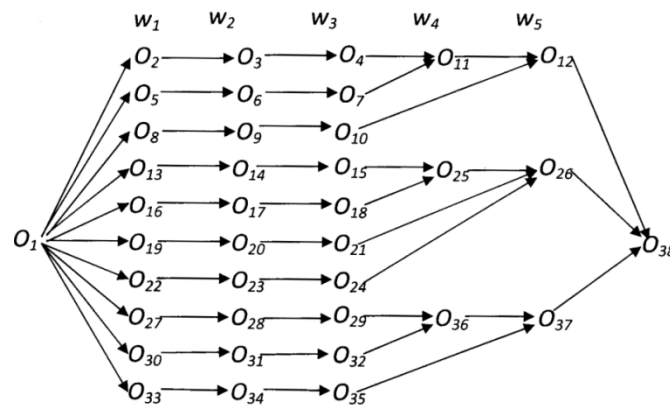 w₁ w₂ w₃ w₄ w₅
O₂ O₃ O₄ O₁₁ O₁₂
O₅ O₆ O₇
O₈ O₉ O₁₀
O₁₃ O₁₄ O₁₅ O₂₅ O₂₆
O₁₆ O₁₇ O₁₈
O₁ O₁₉ O₂₀ O₂₁ O₃₈
O₂₂ O₂₃ O₂₄
O₂₇ O₂₈ O₂₉ O₃₆ O₃₇
O₃₀ O₃₁ O₃₂
O₃₃ O₃₄ O₃₅